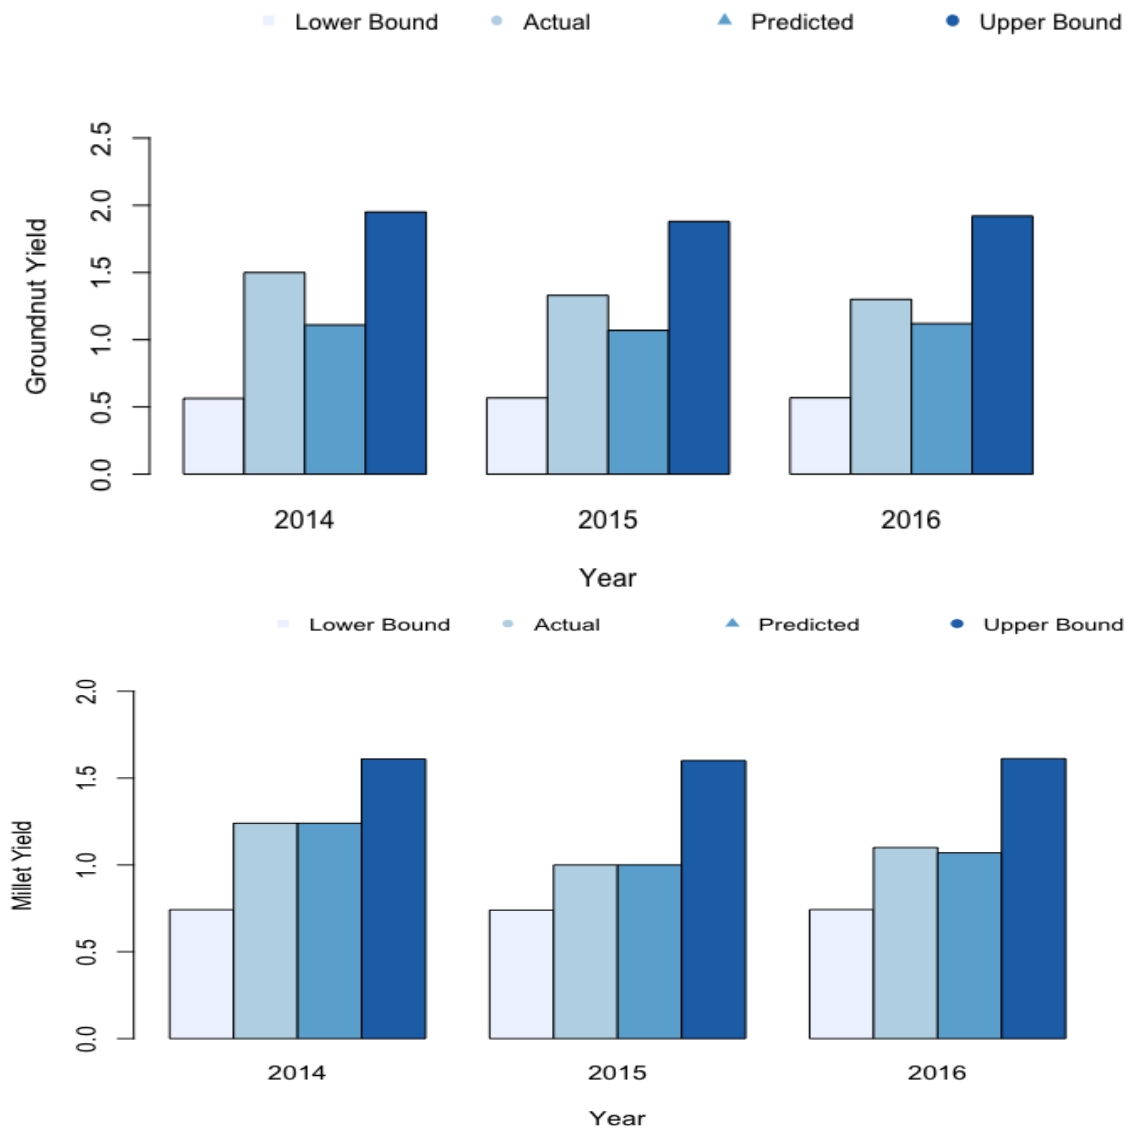 Lower Bound Actual Predicted Upper Bound
2.5
2.0
1.5
1.0
0.5
0.0
Groundnut Yield
2014 2015 2016
Year
Lower Bound Actual Predicted Upper Bound
2.0
1.5
1.0
0.5
0.0
Millet Yield
2014 2015 2016
Year